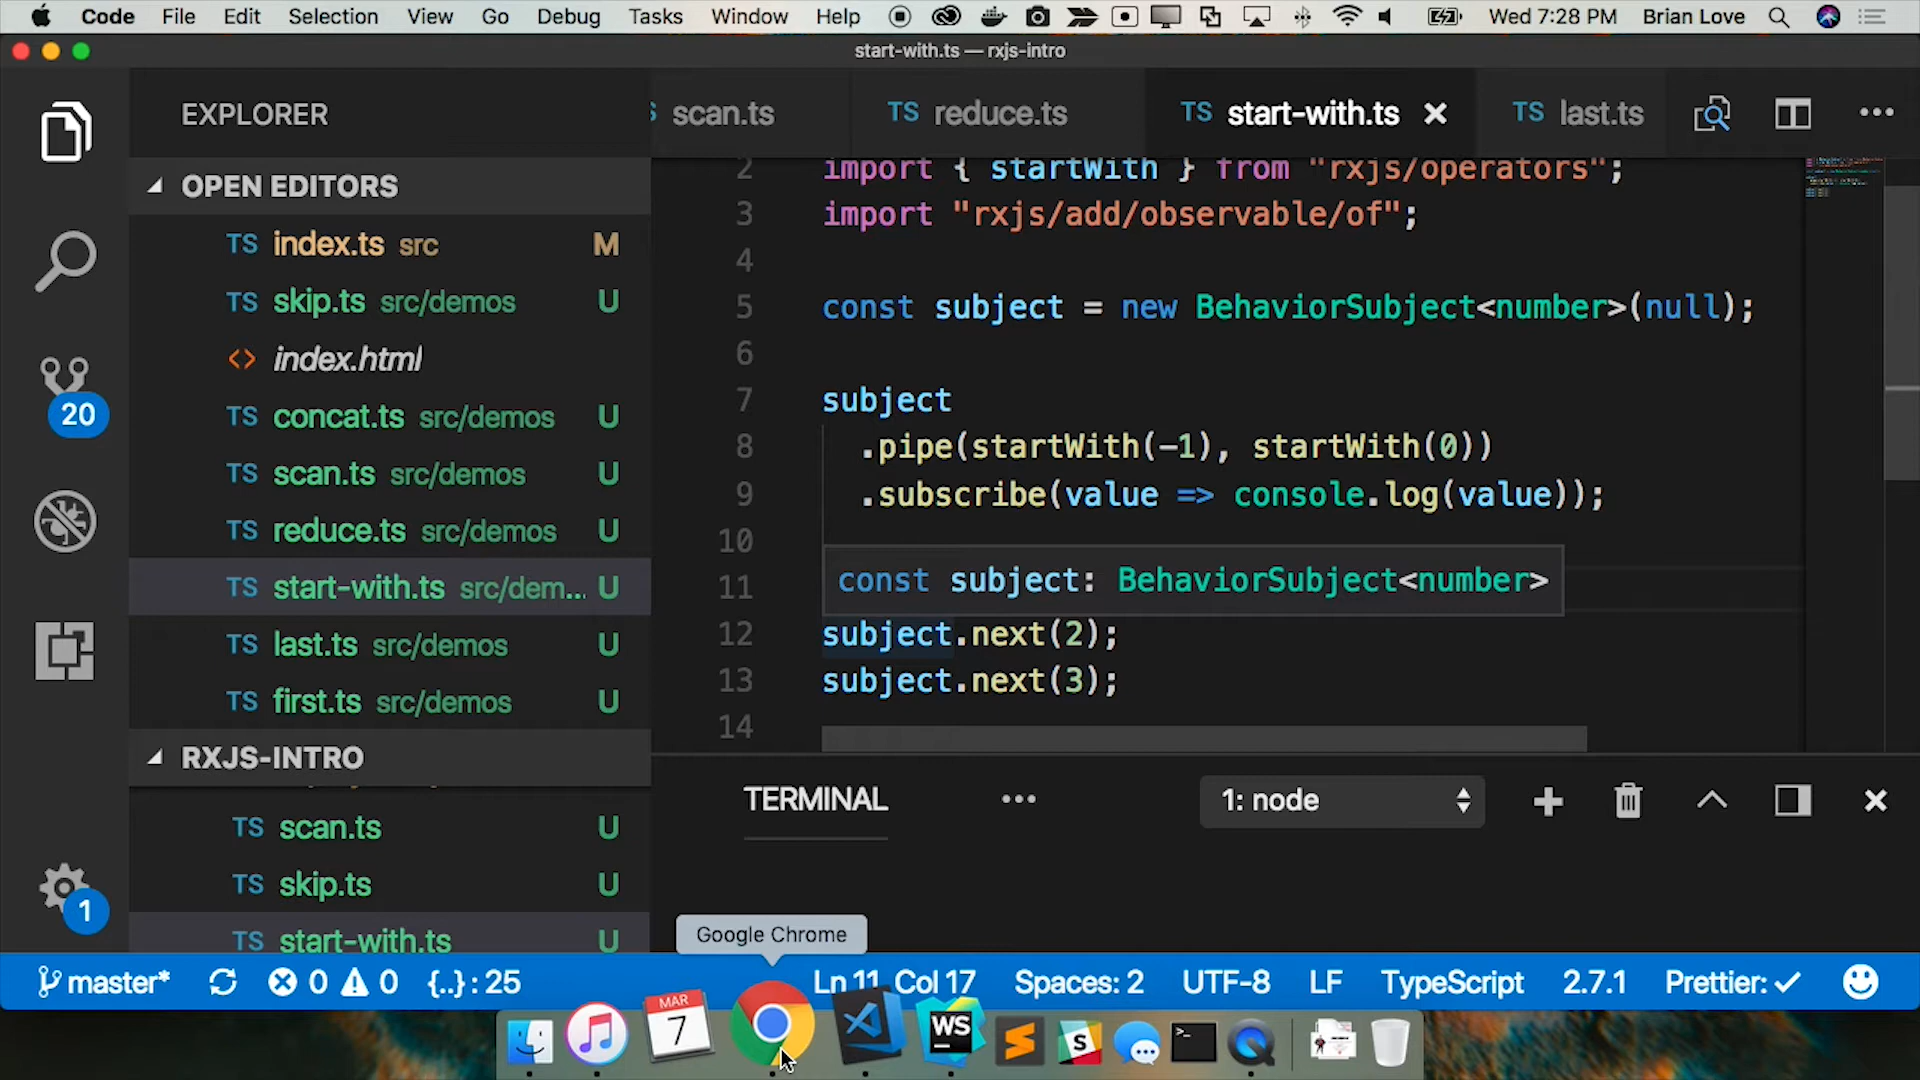 Code File Edit Selection View Go Debug Tasks Window Help Wed 7:28 PM Brian Love
start-with.ts — rxjs-intro
EXPLORER
scan.ts TS reduce.ts TS start-with.ts TS last.ts
OPEN EDITORS
TS index.ts src M
TS skip.ts src/demos U
<> index.html
TS concat.ts src/demos U
TS scan.ts src/demos U
TS reduce.ts src/demos U
TS start-with.ts src/dem... U
TS last.ts src/demos U
TS first.ts src/demos U
RXJS-INTRO
TS scan.ts U
TS skip.ts U
TS start-with.ts U
20
1
2 import { startWith } from "rxjs/operators";
3 import "rxjs/add/observable/of";
4
5 const subject = new BehaviorSubject<number>(null);
6
7 subject
8 .pipe(startWith(-1), startWith(0))
9 .subscribe(value => console.log(value));
10
const subject: BehaviorSubject<number>
11
12 subject.next(2);
13 subject.next(3);
14
TERMINAL ••• 1: node
Google Chrome
master* 0 0 {..} : 25 Ln 11, Col 17 Spaces: 2 UTF-8 LF TypeScript 2.7.1 Prettier: ✓
MAR
7
WS
S